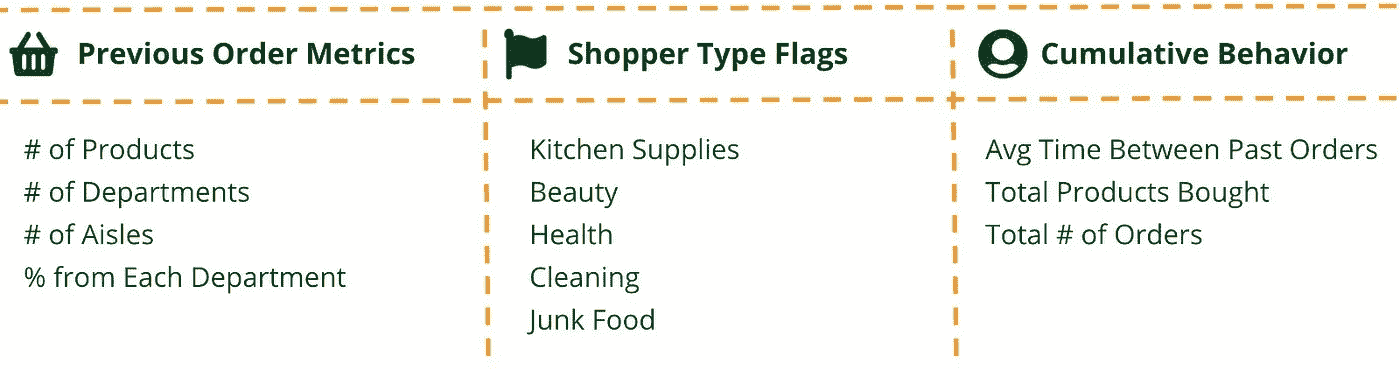 Previous Order Metrics
# of Products
# of Departments
# of Aisles
% from Each Department
Shopper Type Flags
Kitchen Supplies
Beauty
Health
Cleaning
Junk Food
Cumulative Behavior
Avg Time Between Past Orders
Total Products Bought
Total # of Orders